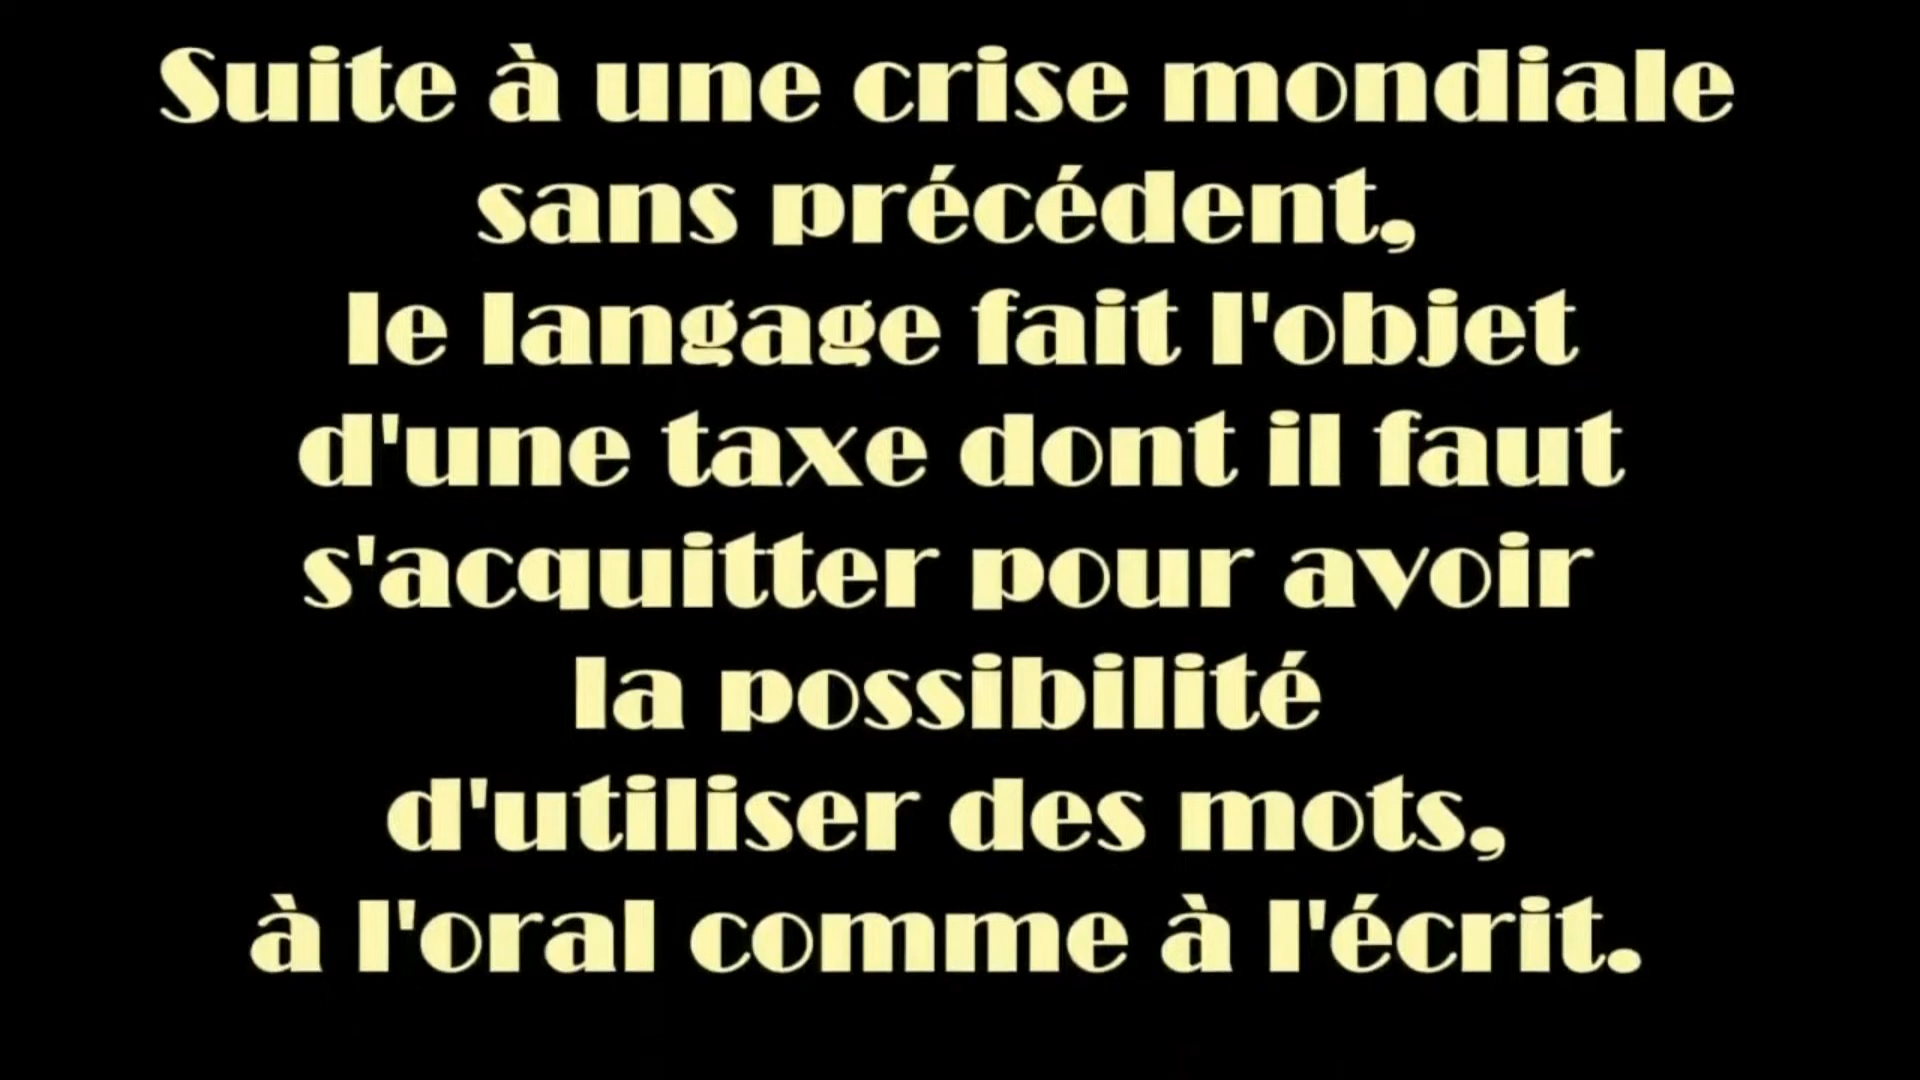 Suite à une crise mondiale
sans précédent,
le langage fait l'objet
d'une taxe dont il faut
s'acquitter pour avoir
la possibilité
d'utiliser des mots,
à l'oral comme à l'écrit.